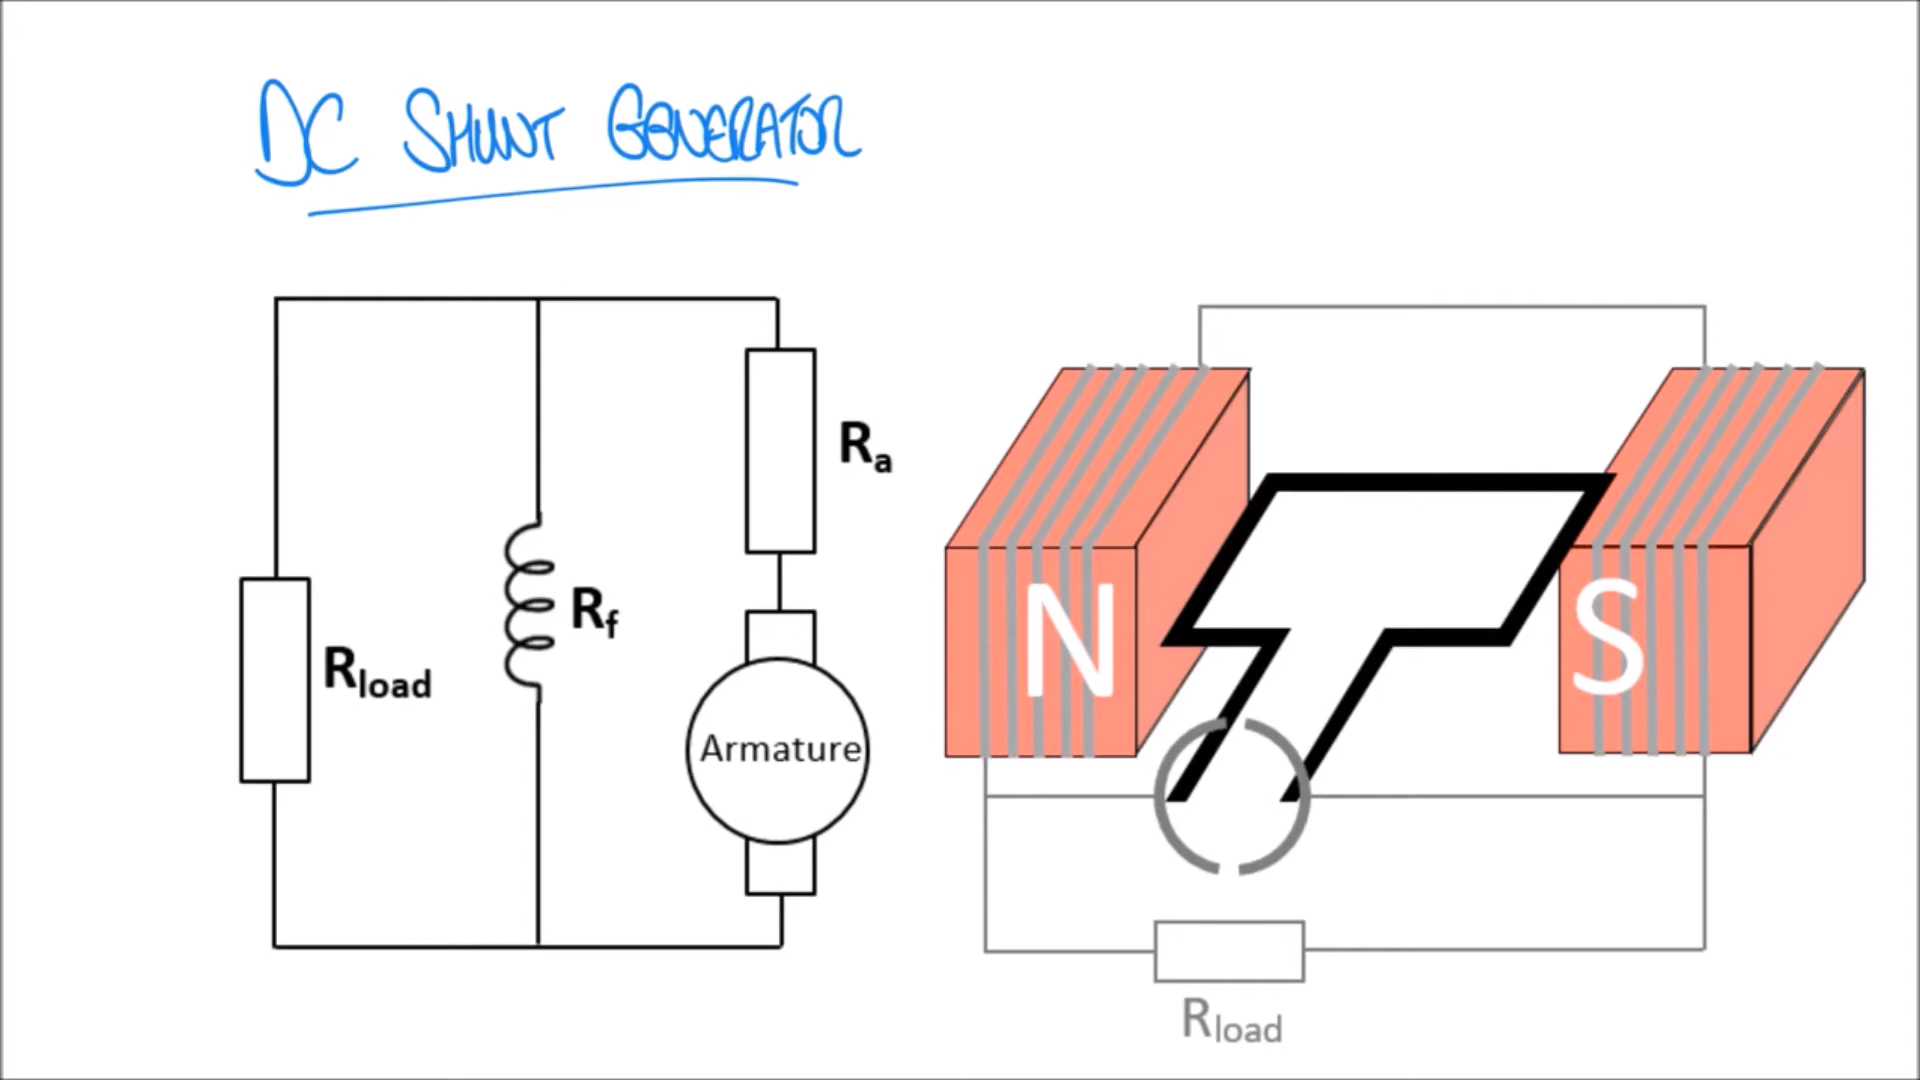 DC SHUNT GENERATOR
Ra
Rf
Rload
Armature
N
S
Rload